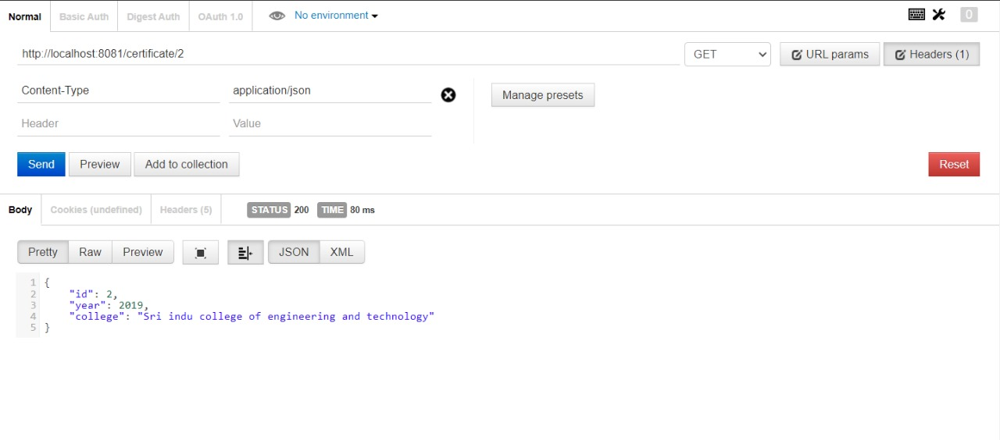 Normal Basic Auth Digest Auth OAuth 1.0 No environment 0
http://localhost:8081/certificate/2 GET URL params Headers (1)
Content-Type application/json Manage presets
Header Value
Send Preview Add to collection Reset
Body Cookies (undefined) Headers (5) STATUS 200 TIME 80 ms
Pretty Raw Preview JSON XML
1 {
2 "id": 2,
3 "year": 2019,
4 "college": "Sri indu college of engineering and technology"
5 }